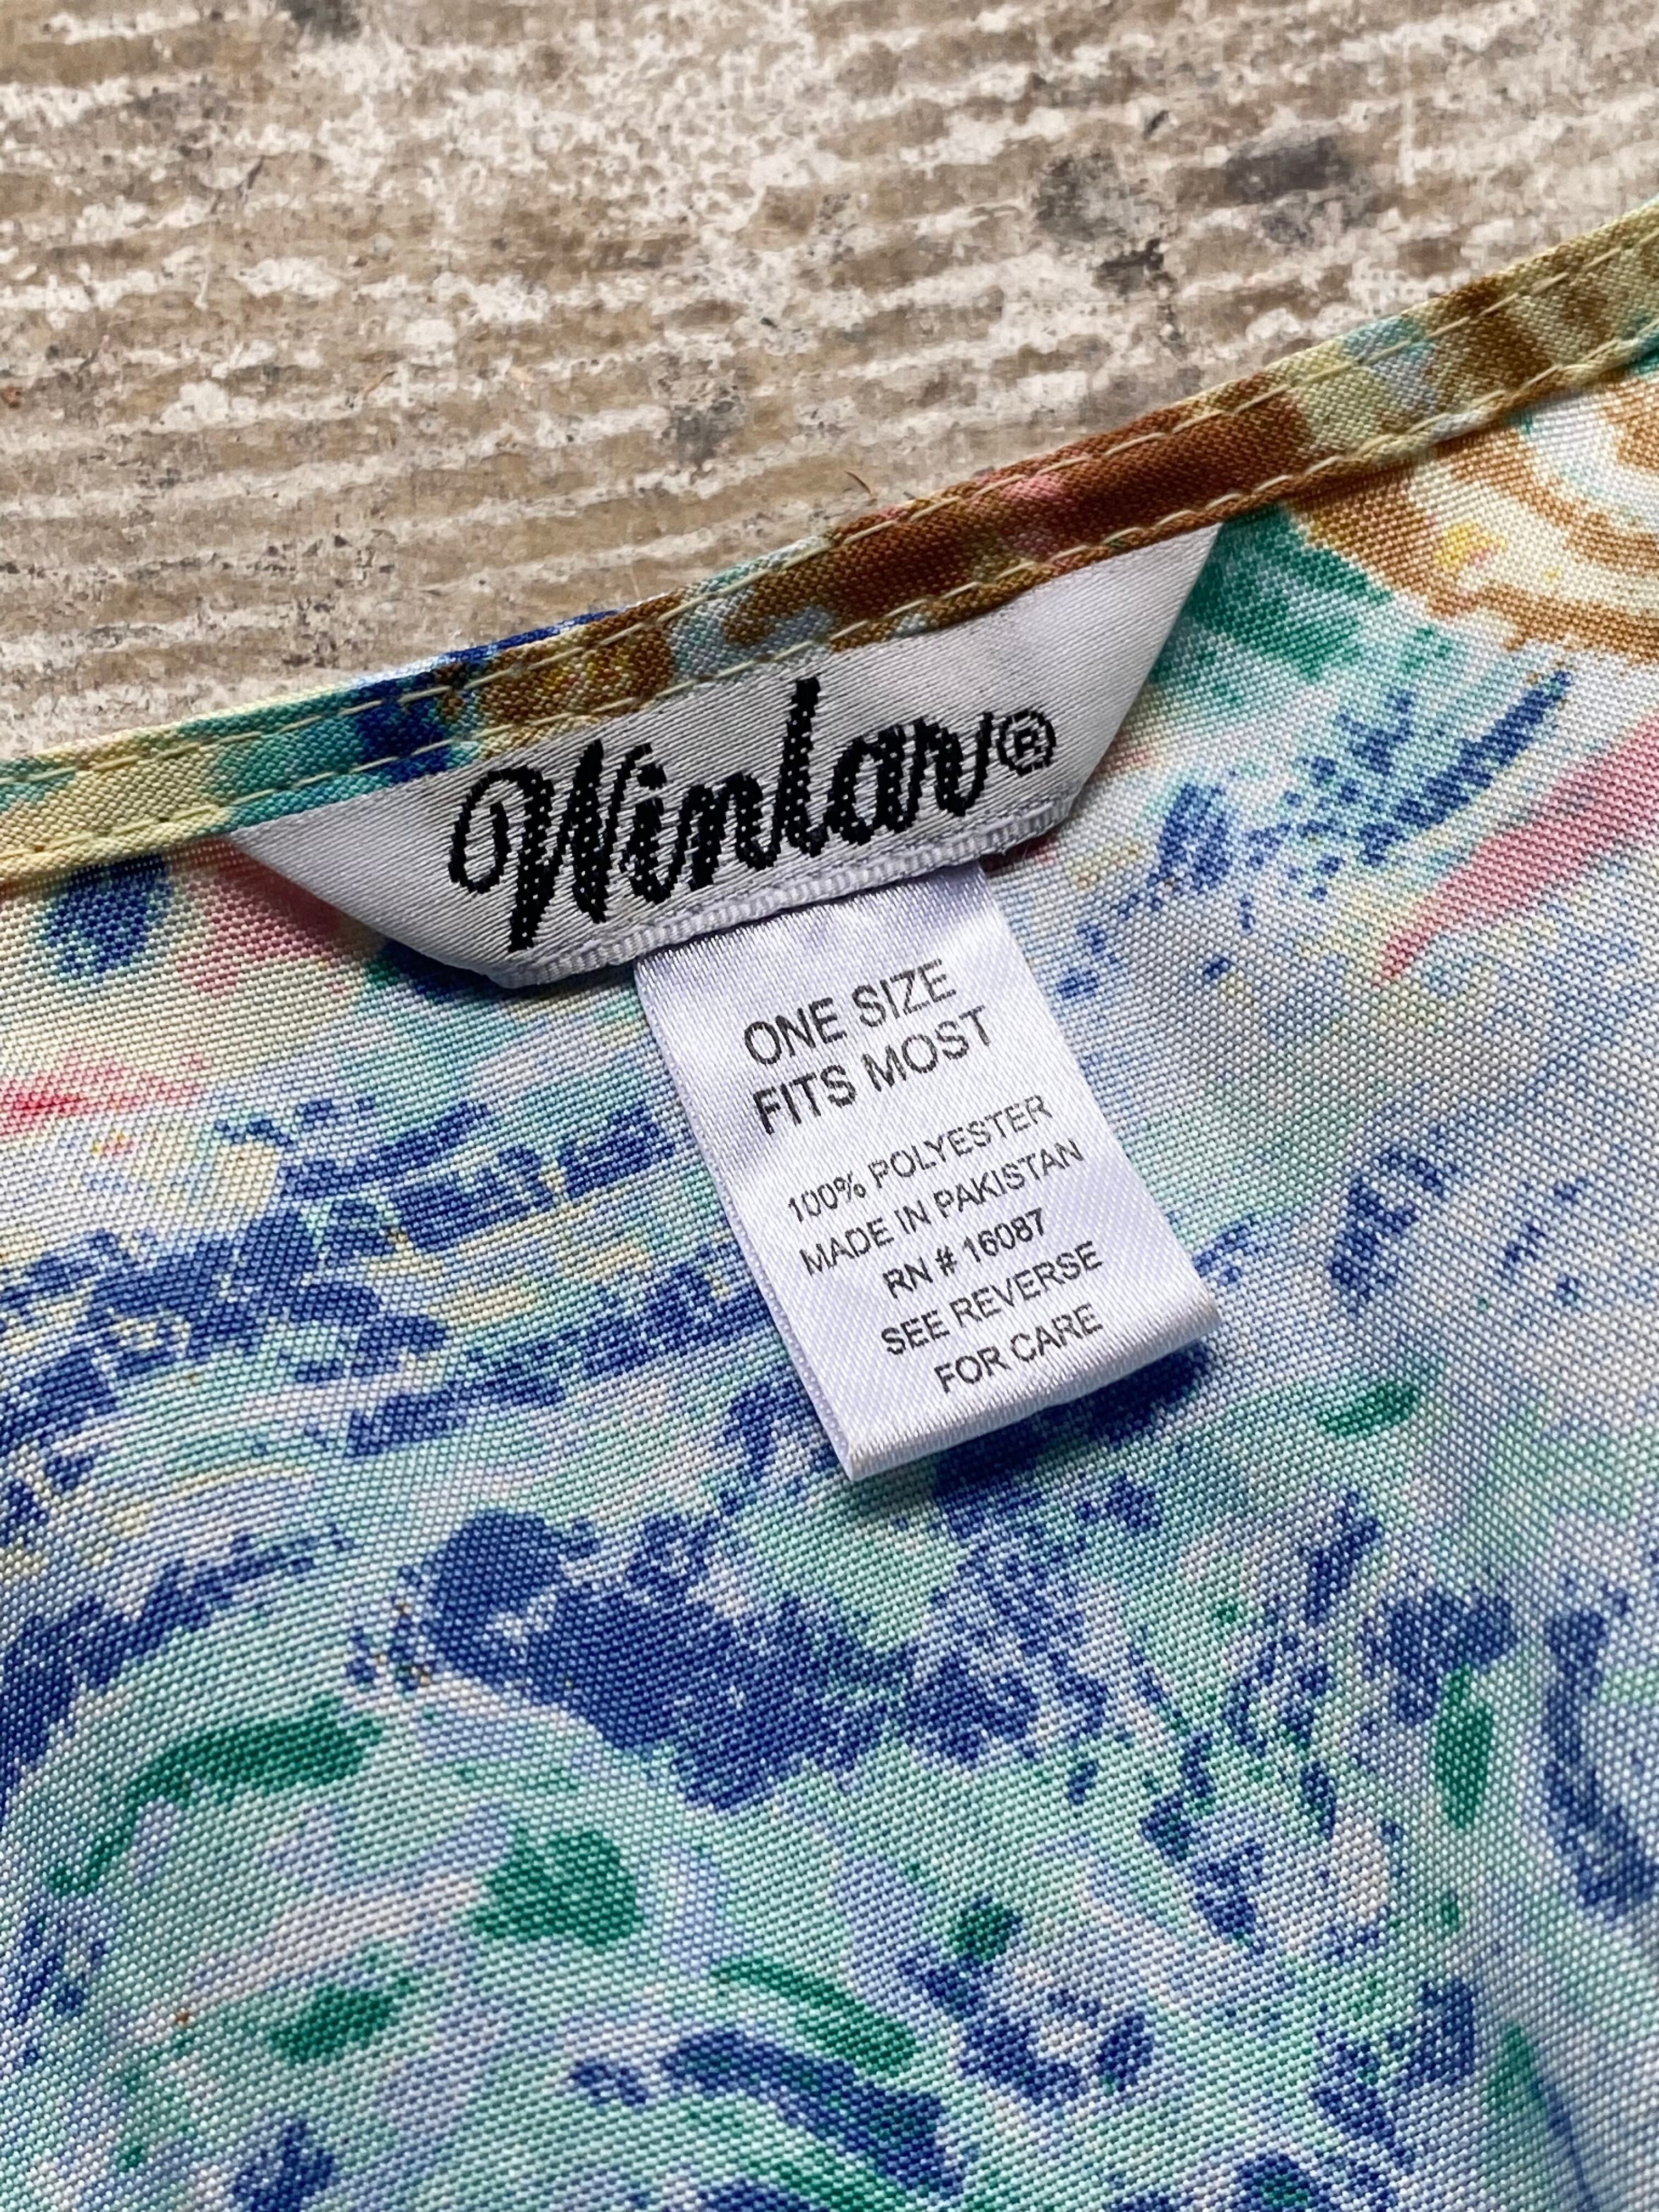 Winlar®
ONE SIZE
FITS MOST
100% POLYESTER
MADE IN PAKISTAN
RN # 16087
SEE REVERSE
FOR CARE